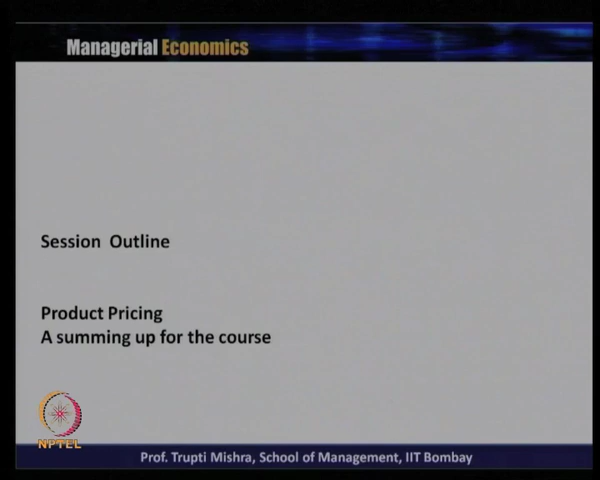 Managerial Economics
Session Outline
Product Pricing
A summing up for the course
NPTEL
Prof. Trupti Mishra, School of Management, IIT Bombay